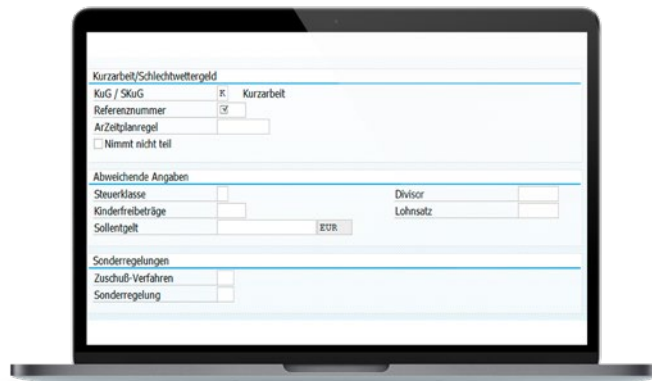 Kurzarbeit/Schlechtwettergeld
KuG / SKuG K Kurzarbeit
Referenznummer
ArZeitplanregel
Nimmt nicht teil
Abweichende Angaben
Steuerklasse Divisor
Kinderfreibeträge Lohnsatz
Sollentgelt EUR
Sonderregelungen
Zuschuß-Verfahren
Sonderregelung